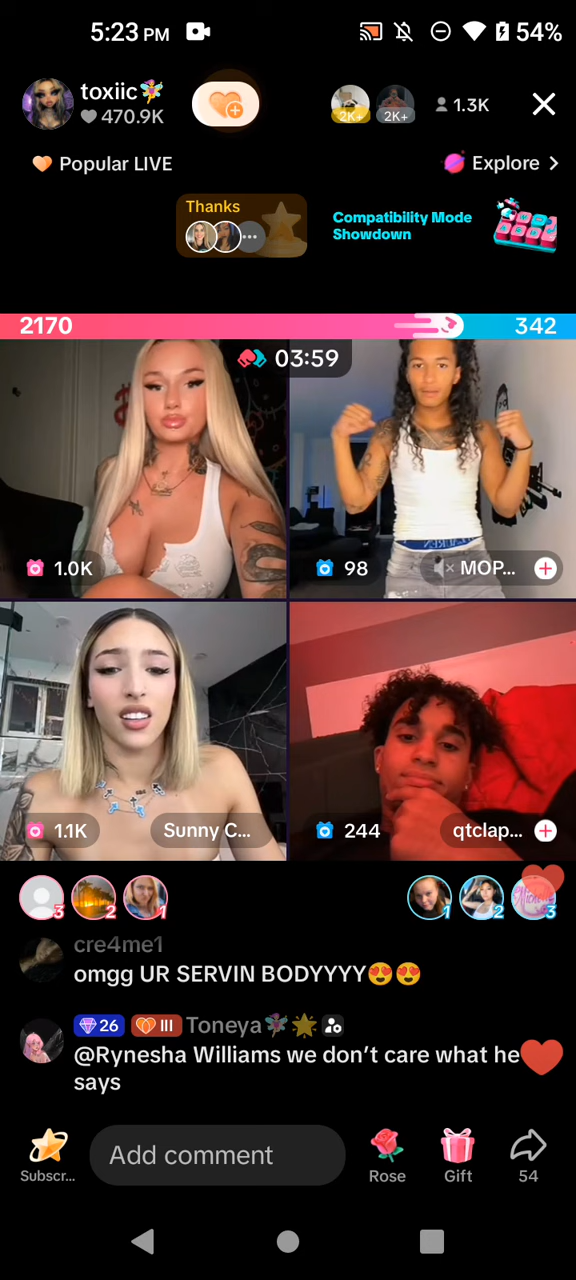 5:23 PM
54%
toxiic🧚
470.9K
2K+
2K+
1.3K
Popular LIVE
Explore >
Thanks
Compatibility Mode
Showdown
2170
342
03:59
1.0K
98
MOP...
1.1K
Sunny C...
244
qtclap...
3
2
1
1
2
3
cre4me1
omgg UR SERVIN BODYYYY😍😍
26
III
Toneya🧚🌟
@Rynesha Williams we don’t care what he
says
Add comment
Subscr...
Rose
Gift
54